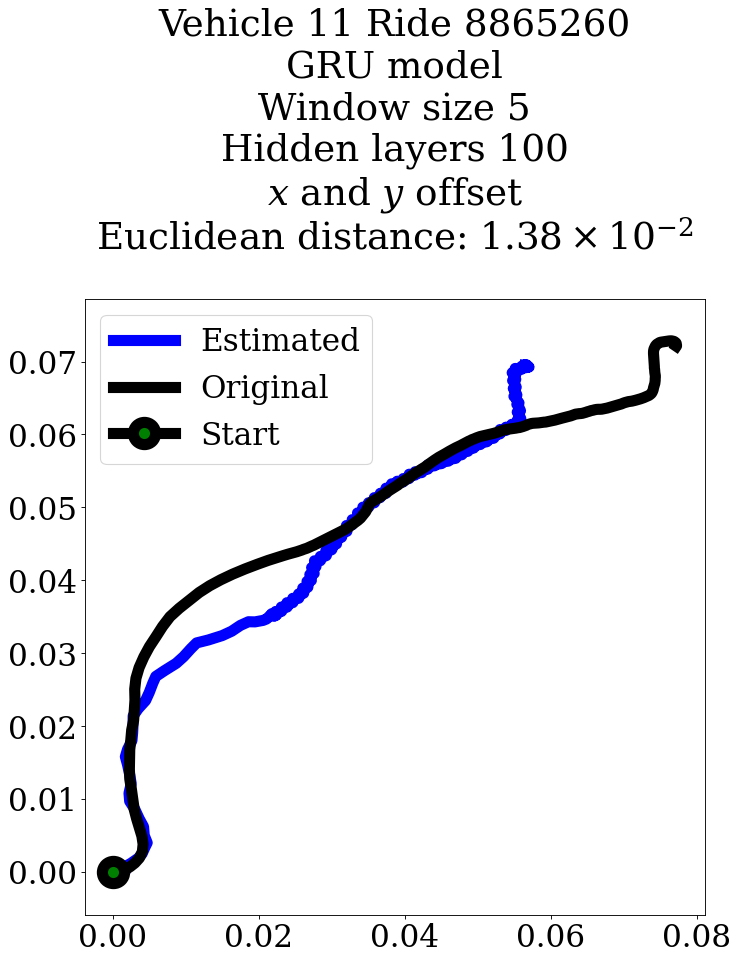 Vehicle 11 Ride 8865260
GRU model
Window size 5
Hidden layers 100
x and y offset
Euclidean distance: 1.38 × 10⁻²
Estimated
Original
Start
0.07
0.06
0.05
0.04
0.03
0.02
0.01
0.00
0.00 0.02 0.04 0.06 0.08